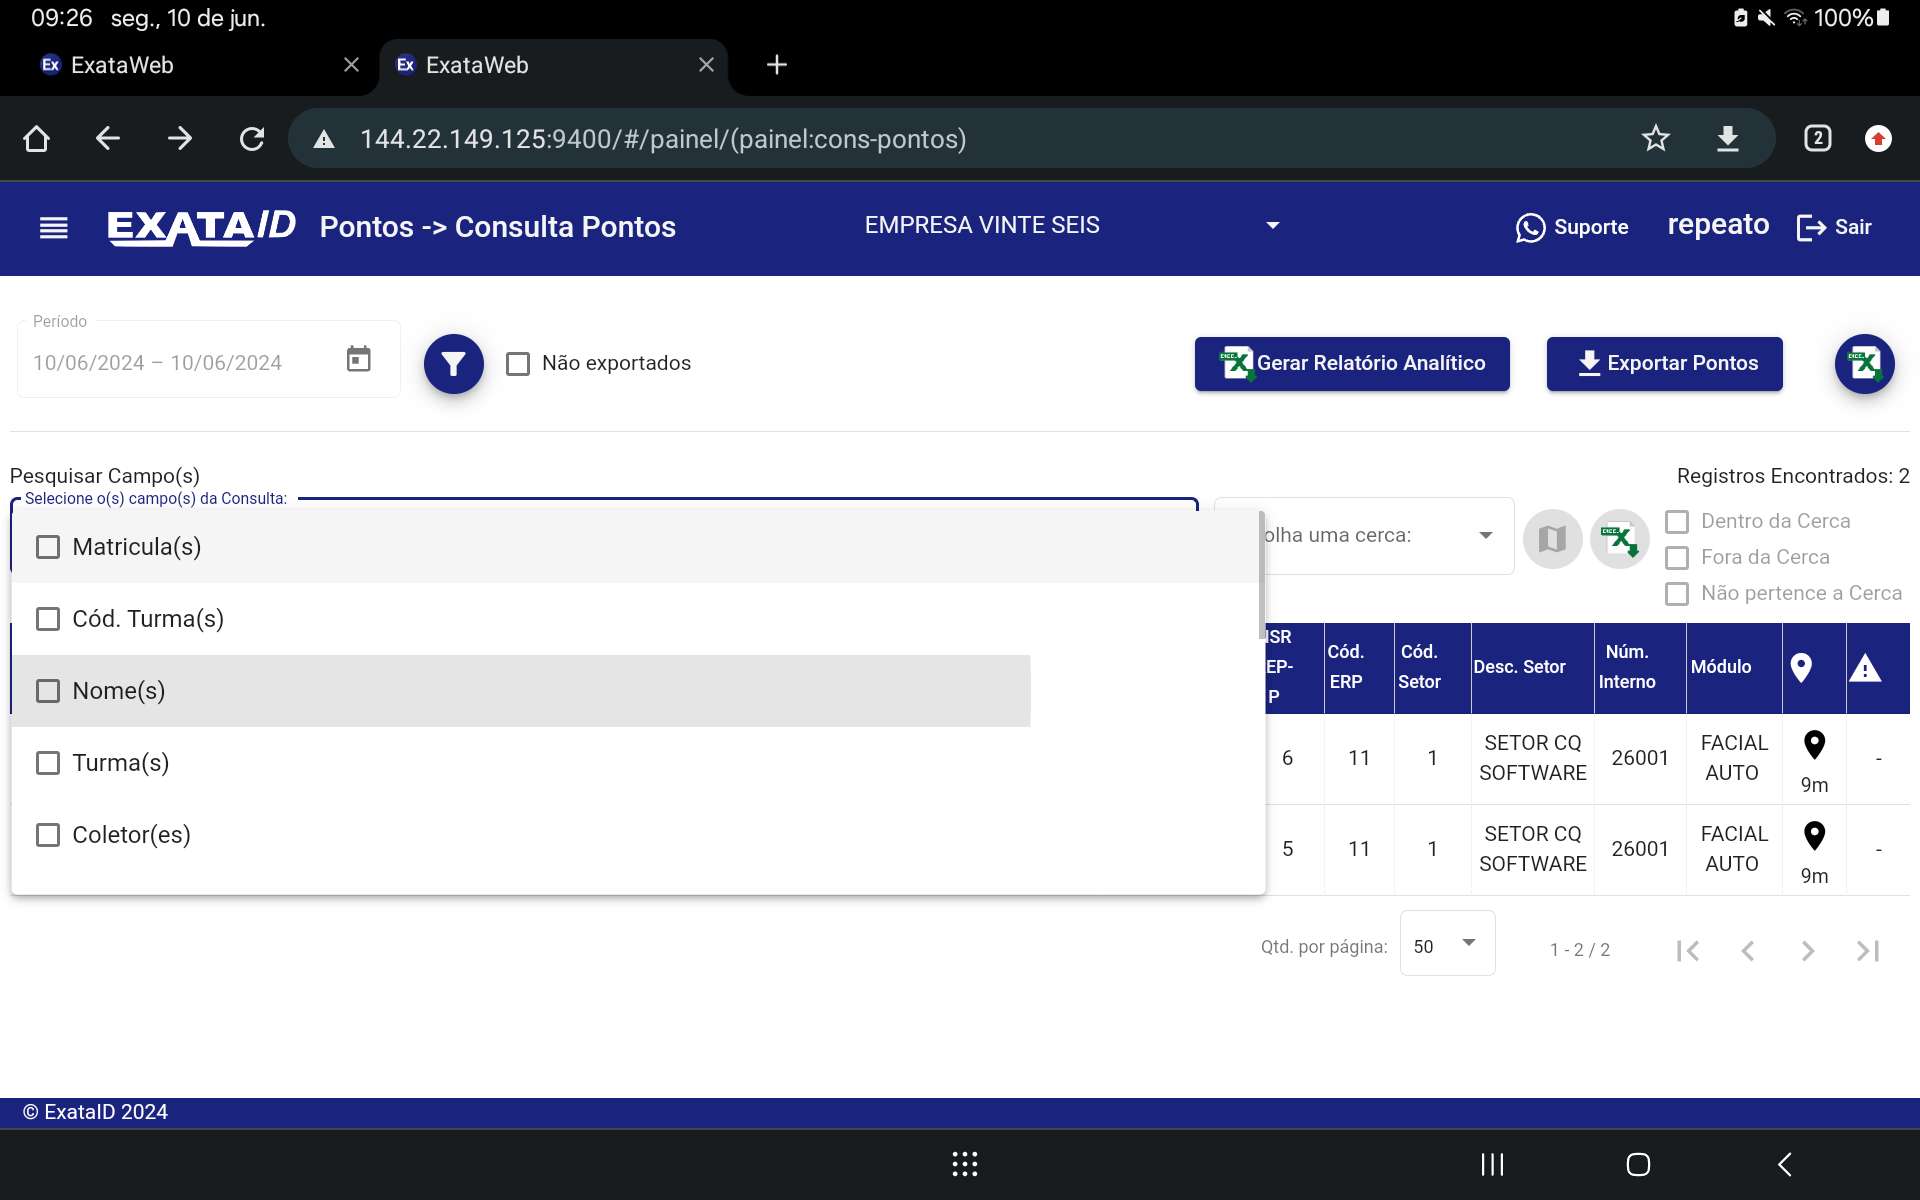 09:26 seg., 10 de jun.
100%
Ex ExataWeb
Ex ExataWeb
144.22.149.125:9400/#/painel/(painel:cons-pontos)
2
EXATAID Pontos -> Consulta Pontos
EMPRESA VINTE SEIS
Suporte
repeato
Sair
Período
10/06/2024 – 10/06/2024
Não exportados
Gerar Relatório Analítico
Exportar Pontos
Pesquisar Campo(s)
Registros Encontrados: 2
Selecione o(s) campo(s) da Consulta:
Matricula(s)
Cód. Turma(s)
Nome(s)
Turma(s)
Coletor(es)
olha uma cerca:
Dentro da Cerca
Fora da Cerca
Não pertence a Cerca
SR
EP-
P
Cód.
ERP
Cód.
Setor
Desc. Setor
Núm.
Interno
Módulo
6 11 1 SETOR CQ SOFTWARE 26001 FACIAL AUTO 9m -
5 11 1 SETOR CQ SOFTWARE 26001 FACIAL AUTO 9m -
Qtd. por página: 50 1 - 2 / 2
© ExataID 2024